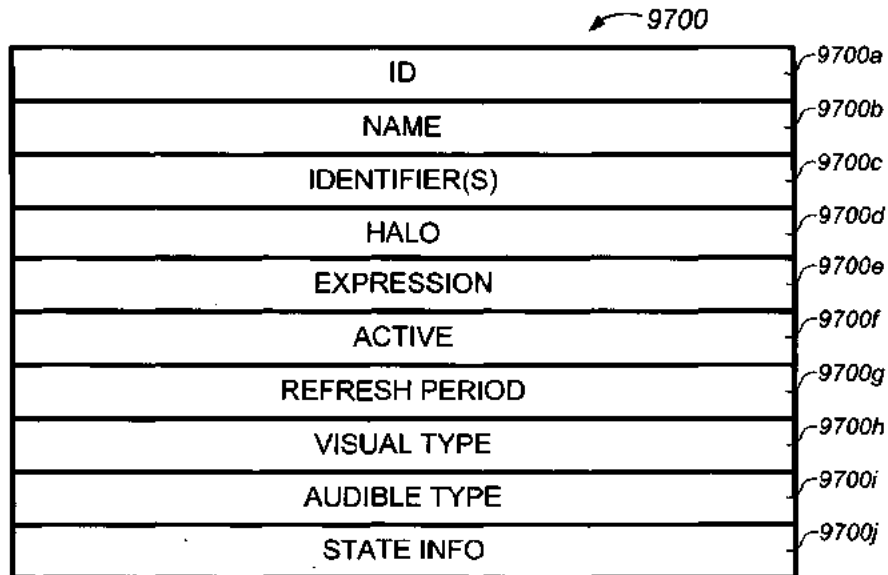 9700
ID 9700a
NAME 9700b
IDENTIFIER(S) 9700c
HALO 9700d
EXPRESSION 9700e
ACTIVE 9700f
REFRESH PERIOD 9700g
VISUAL TYPE 9700h
AUDIBLE TYPE 9700i
STATE INFO 9700j